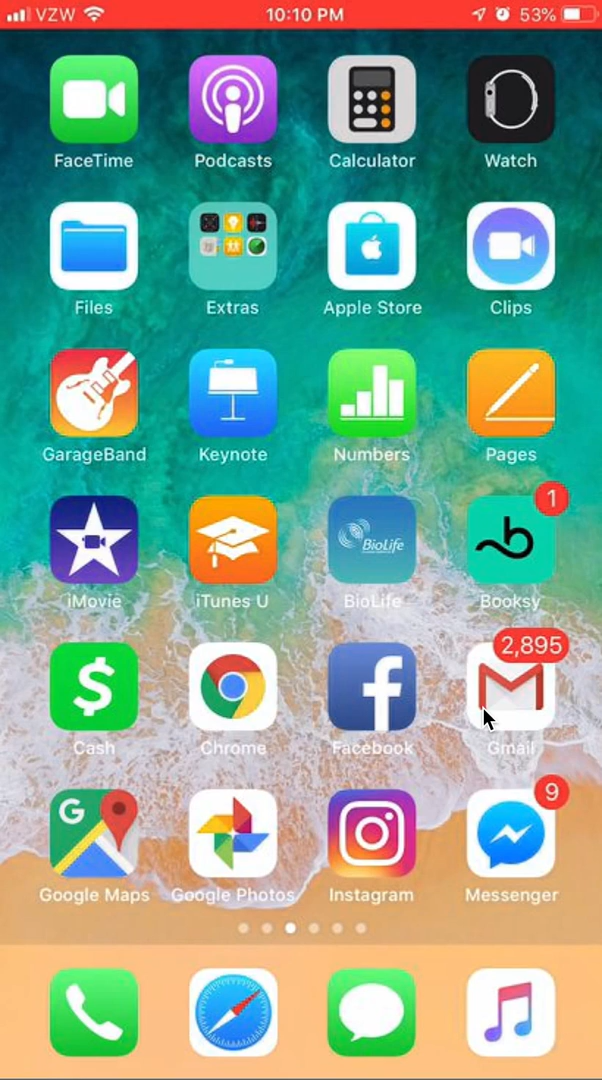 VZW 10:10 PM 53%
FaceTime Podcasts Calculator Watch
Files Extras Apple Store Clips
GarageBand Keynote Numbers Pages
BioLife b 1
iMovie iTunes U BioLife Booksy
$ f 2,895
Cash Chrome Facebook Gmail
G 9
Google Maps Google Photos Instagram Messenger